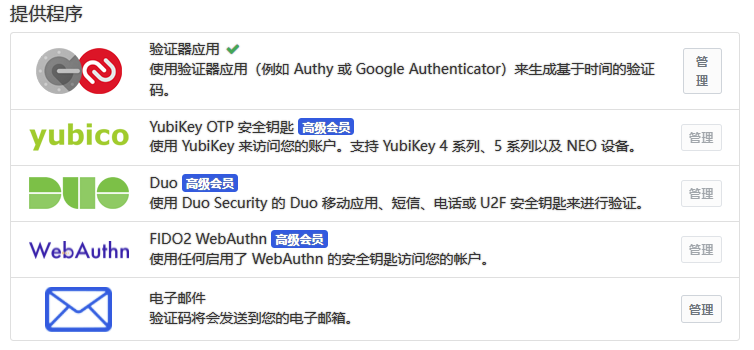 提供程序
验证器应用
使用验证器应用（例如 Authy 或 Google Authenticator）来生成基于时间的验证
码。
管
理
yubico
YubiKey OTP 安全钥匙 高级会员
使用 YubiKey 来访问您的账户。支持 YubiKey 4 系列、5 系列以及 NEO 设备。
管理
DUO
Duo 高级会员
使用 Duo Security 的 Duo 移动应用、短信、电话或 U2F 安全钥匙来进行验证。
管理
WebAuthn
FIDO2 WebAuthn 高级会员
使用任何启用了 WebAuthn 的安全钥匙访问您的帐户。
管理
电子邮件
验证码将会发送到您的电子邮箱。
管理